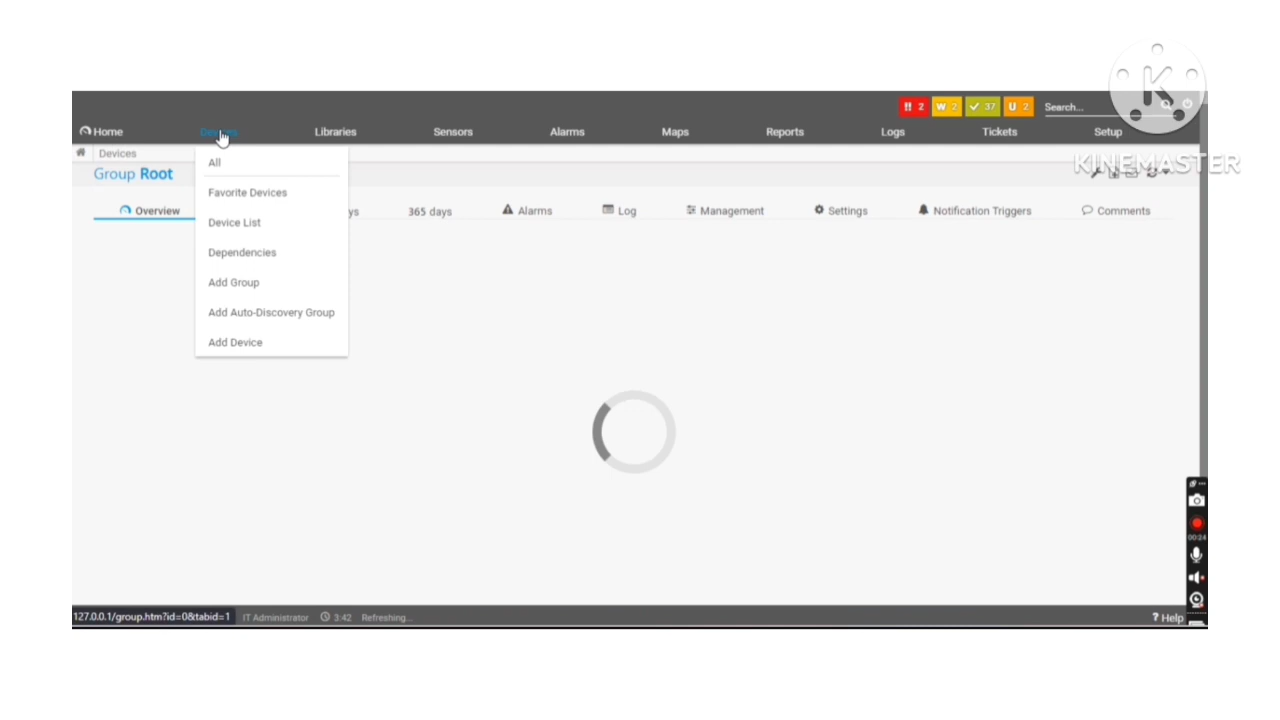 !! 2 W 2 ✓ 37 U 2 Search...
Home Devices Libraries Sensors Alarms Maps Reports Logs Tickets Setup
KINEMASTER
Devices
Group Root
Overview 365 days Alarms Log Management Settings Notification Triggers Comments
All
Favorite Devices
Device List
Dependencies
Add Group
Add Auto-Discovery Group
Add Device
00:24
127.0.0.1/group.htm?id=0&tabid=1 IT Administrator 3:42 Refreshing... ? Help